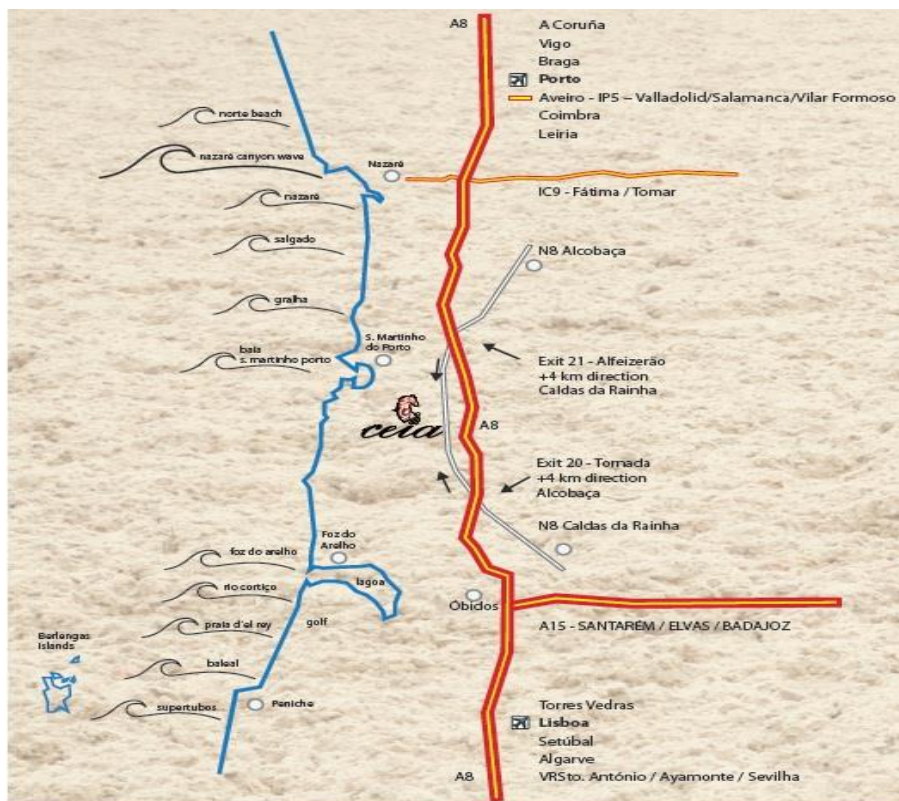 A8
A Coruña
Vigo
Braga
Porto
Aveiro - IP5 – Valladolid/Salamanca/Vilar Formoso
Coimbra
Leiria
norte beach
nazaré canyon wave
Nazaré
IC9 - Fátima / Tomar
nazaré
salgado
N8 Alcobaça
gralha
S. Martinho
do Porto
baia
s. martinho porto
Exit 21 - Alfeizerão
+4 km direction
Caldas da Rainha
ceia
A8
Exit 20 - Tornada
+4 km direction
Alcobaça
N8 Caldas da Rainha
Foz do
Arelho
foz do arelho
lagoa
rio cortiço
Óbidos
golf
praia d'el rey
A15 - SANTARÉM / ELVAS / BADAJOZ
Berlengas
Islands
baleal
Peniche
supertubos
Torres Vedras
Lisboa
Setúbal
Algarve
A8
VRSto. António / Ayamonte / Sevilha